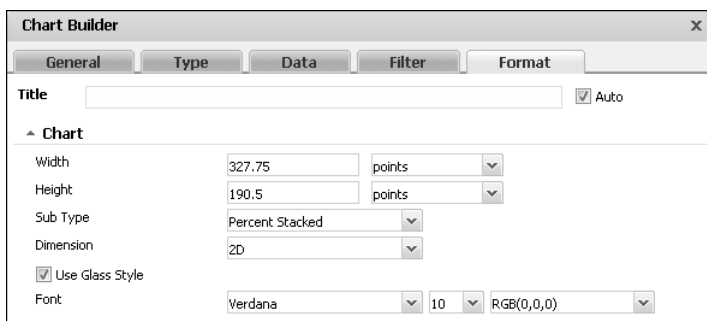 Chart Builder x
General Type Data Filter Format
Title Auto
Chart
Width 327.75 points
Height 190.5 points
Sub Type Percent Stacked
Dimension 2D
Use Glass Style
Font Verdana 10 RGB(0,0,0)